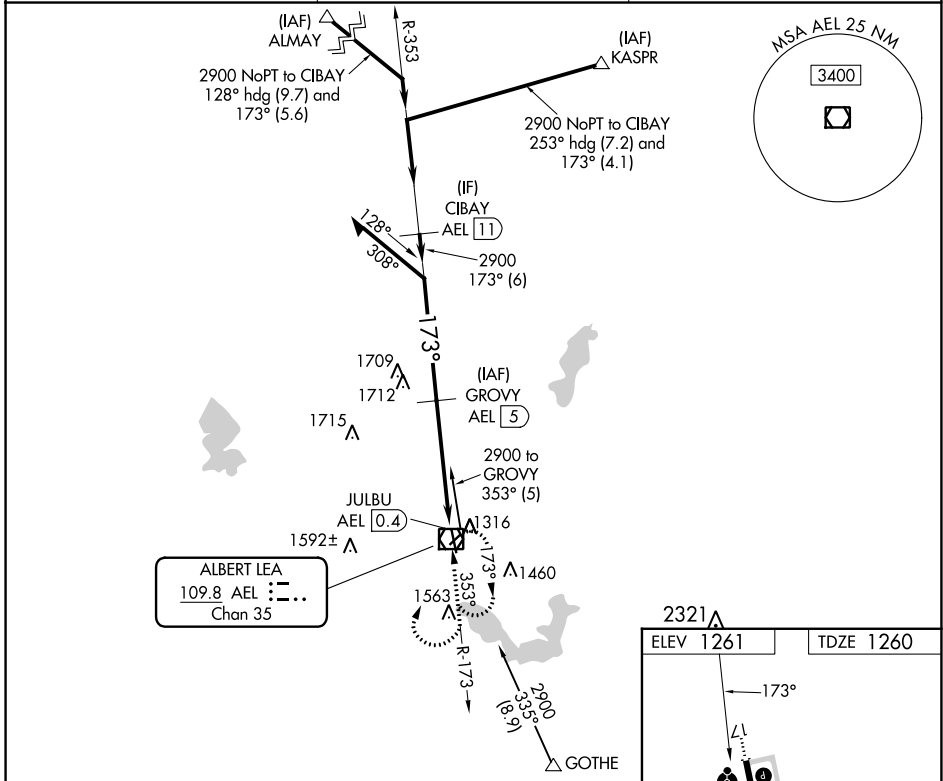 (IAF)
ALMAY
R-353
(IAF)
KASPR
MSA AEL 25 NM
3400
2900 NoPT to CIBAY
128° hdg (9.7) and
173° (5.6)
2900 NoPT to CIBAY
253° hdg (7.2) and
173° (4.1)
(IF)
CIBAY
AEL 11
128°
308°
2900
173° (6)
173°
1709
1712
(IAF)
GROVY
AEL 5
1715
2900 to
GROVY
353° (5)
JULBU
AEL 0.4
1316
1592±
173°
353°
1460
ALBERT LEA
109.8 AEL
Chan 35
1563
R-173
2900
335°
(8.9)
GOTHE
2321
ELEV 1261
TDZE 1260
173°
17
P